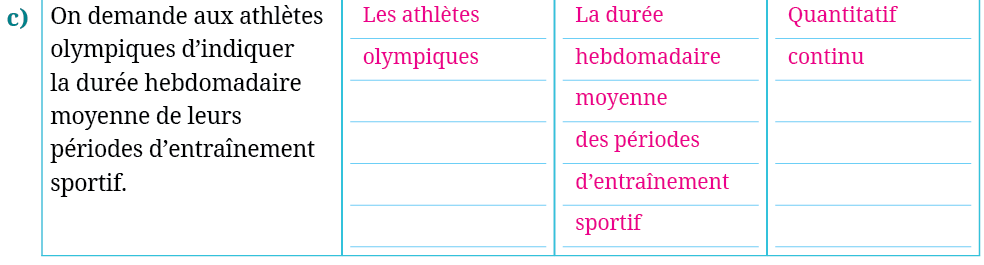 c)
On demande aux athlètes
olympiques d’indiquer
la durée hebdomadaire
moyenne de leurs
périodes d’entraînement
sportif.
Les athlètes
olympiques
La durée
hebdomadaire
moyenne
des périodes
d’entraînement
sportif
Quantitatif
continu